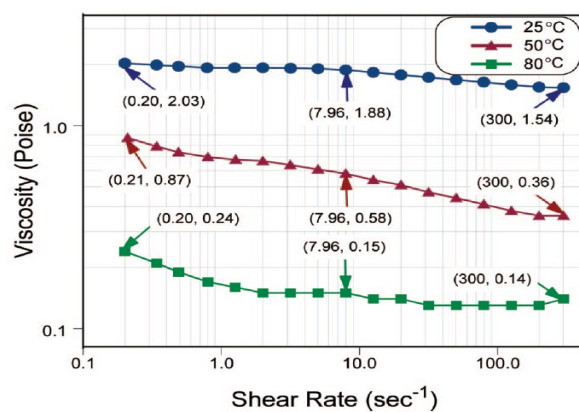 25°C
50°C
80°C
(0.20, 2.03)
(7.96, 1.88)
(300, 1.54)
1.0
(0.21, 0.87)
(300, 0.36)
(7.96, 0.58)
(0.20, 0.24)
(7.96, 0.15)
(300, 0.14)
0.1
Viscosity (Poise)
0.1 1.0 10.0 100.0
Shear Rate (sec⁻¹)